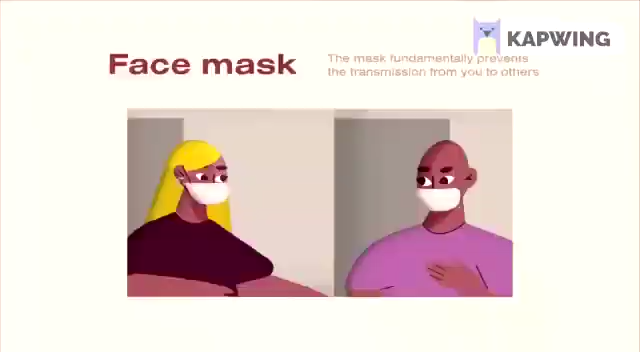 KAPWING
Face mask
The mask fundamentally prevents
the transmission from you to others